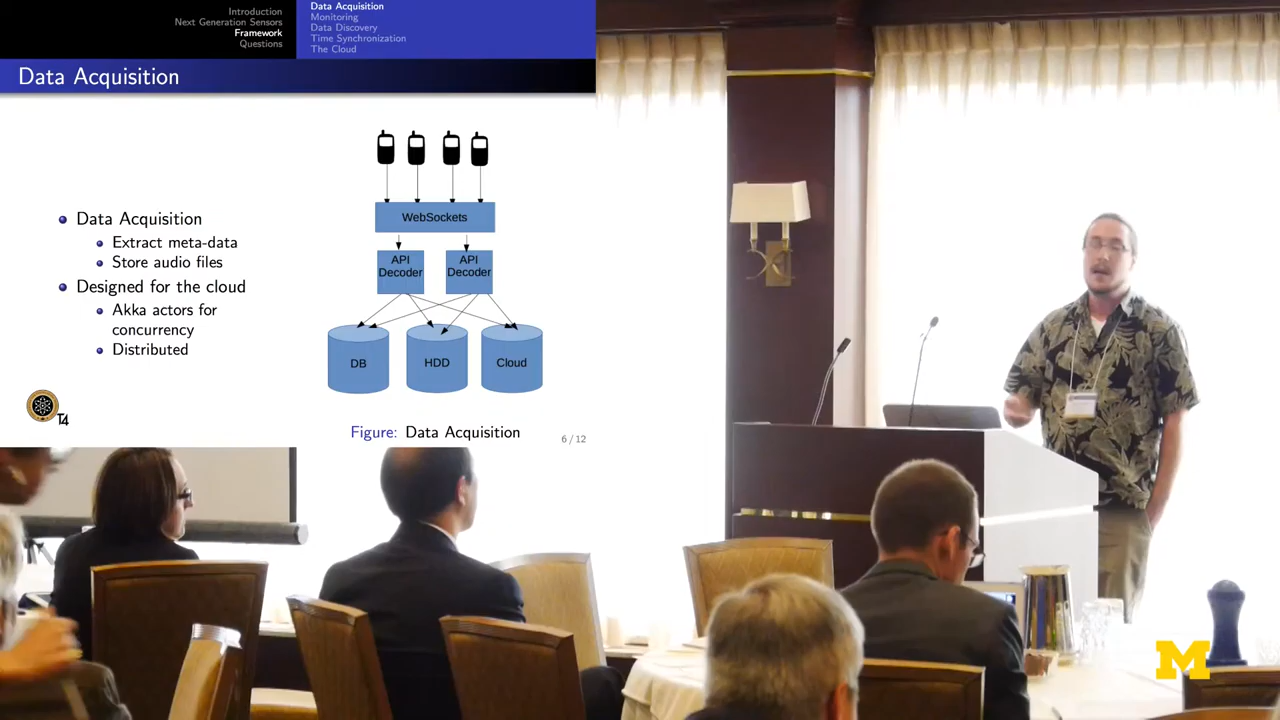 Introduction
Next Generation Sensors
Framework
Questions
Data Acquisition
Monitoring
Data Discovery
Time Synchronization
The Cloud
Data Acquisition
Data Acquisition
Extract meta-data
Store audio files
Designed for the cloud
Akka actors for
concurrency
Distributed
WebSockets
API
Decoder
API
Decoder
DB
HDD
Cloud
Figure: Data Acquisition
6 / 12
T4
M